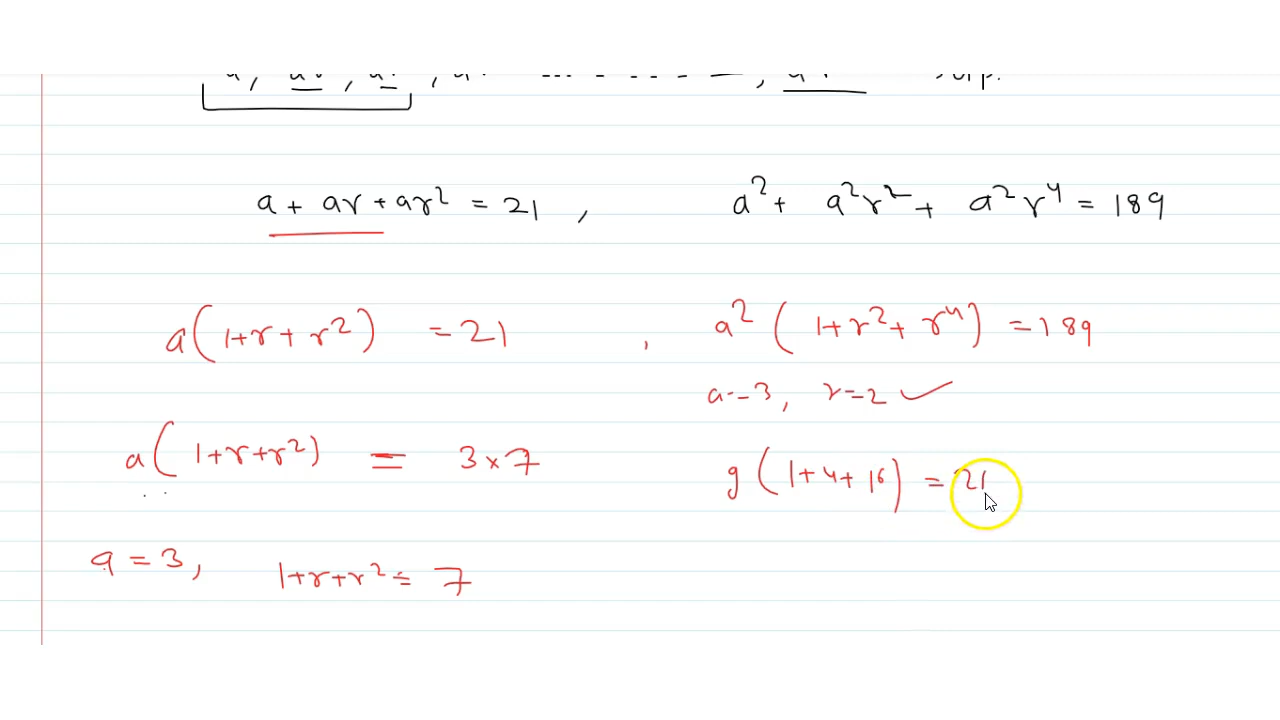 a + ar + ar² = 21 , a² + a²r² + a²r⁴ = 189
a(1+r+r²) = 21 , a²(1+r²+r⁴) = 189
a = 3, r = 2 ✓
a(1+r+r²) = 3×7
9(1+4+16) = 21
a = 3, 1+r+r² = 7